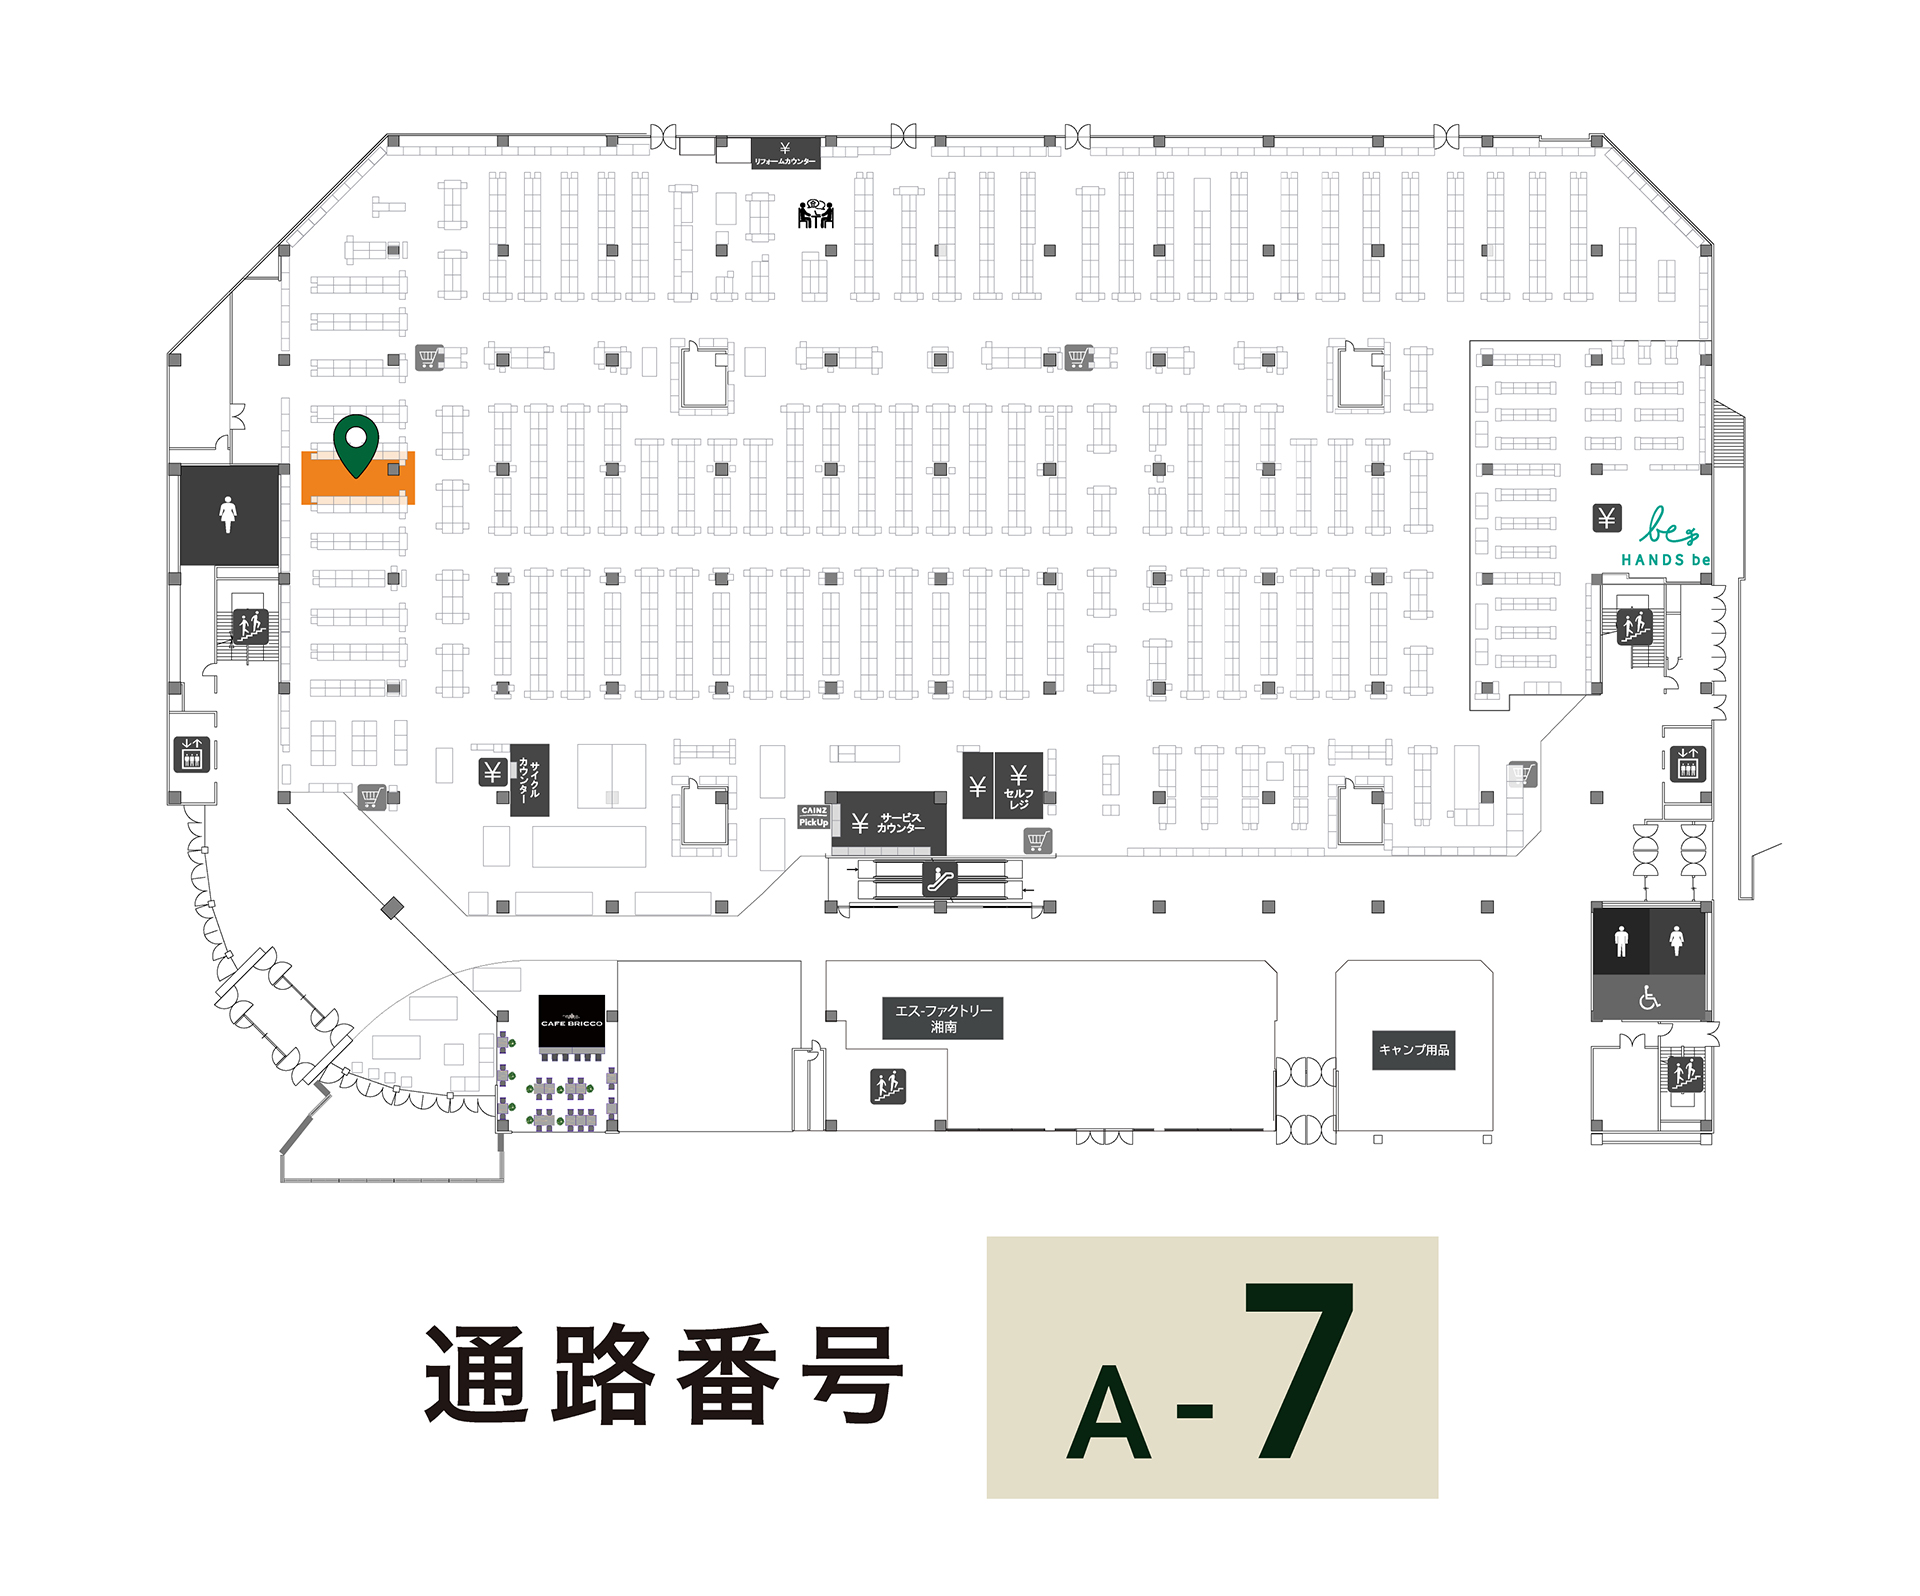 ¥
リフォームカウンター
¥
be
HANDS be
¥
サイクル
カウンター
CAINZ
PickUp
¥
サービス
カウンター
¥
¥
セルフ
レジ
CAFE BRICCO
エス-ファクトリー
湘南
キャンプ用品
通路番号
A-7